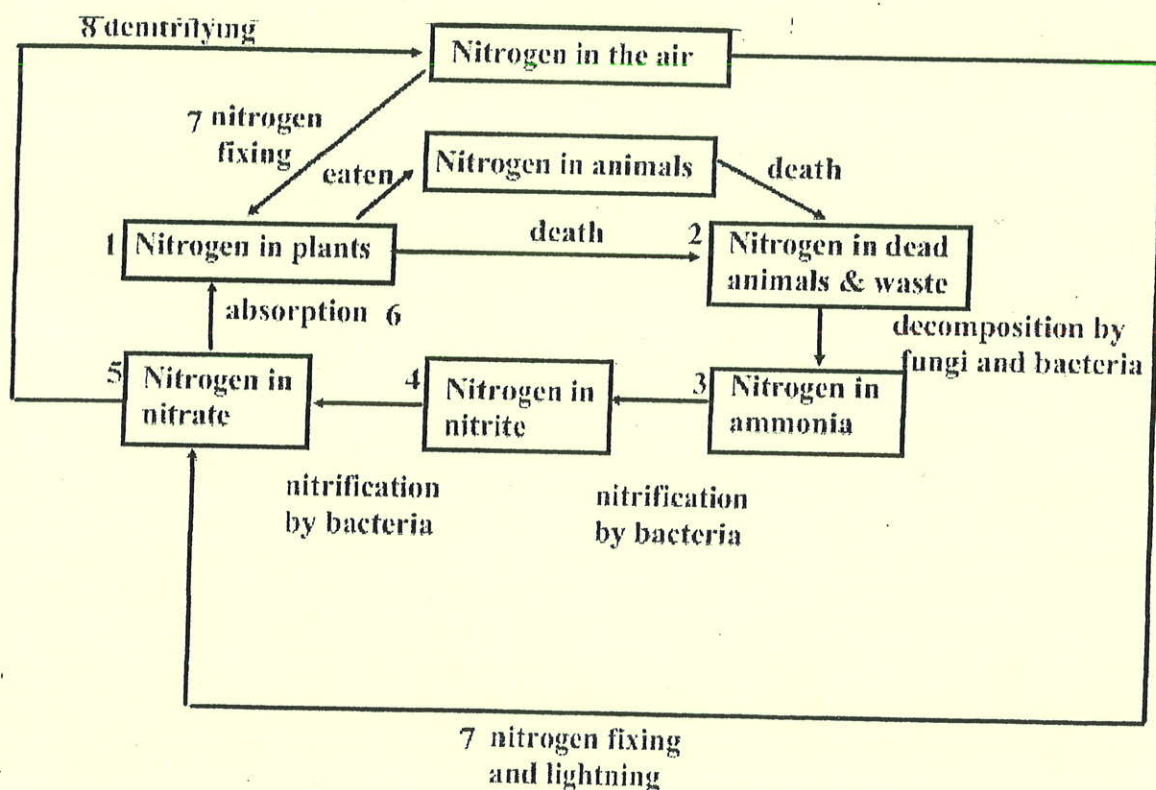 8 denitrifying
Nitrogen in the air
7 nitrogen
fixing
eaten
Nitrogen in animals
death
1 Nitrogen in plants
death
2 Nitrogen in dead
animals & waste
absorption 6
decomposition by
fungi and bacteria
5 Nitrogen in
nitrate
4 Nitrogen in
nitrite
3 Nitrogen in
ammonia
nitrification
by bacteria
nitrification
by bacteria
7 nitrogen fixing
and lightning